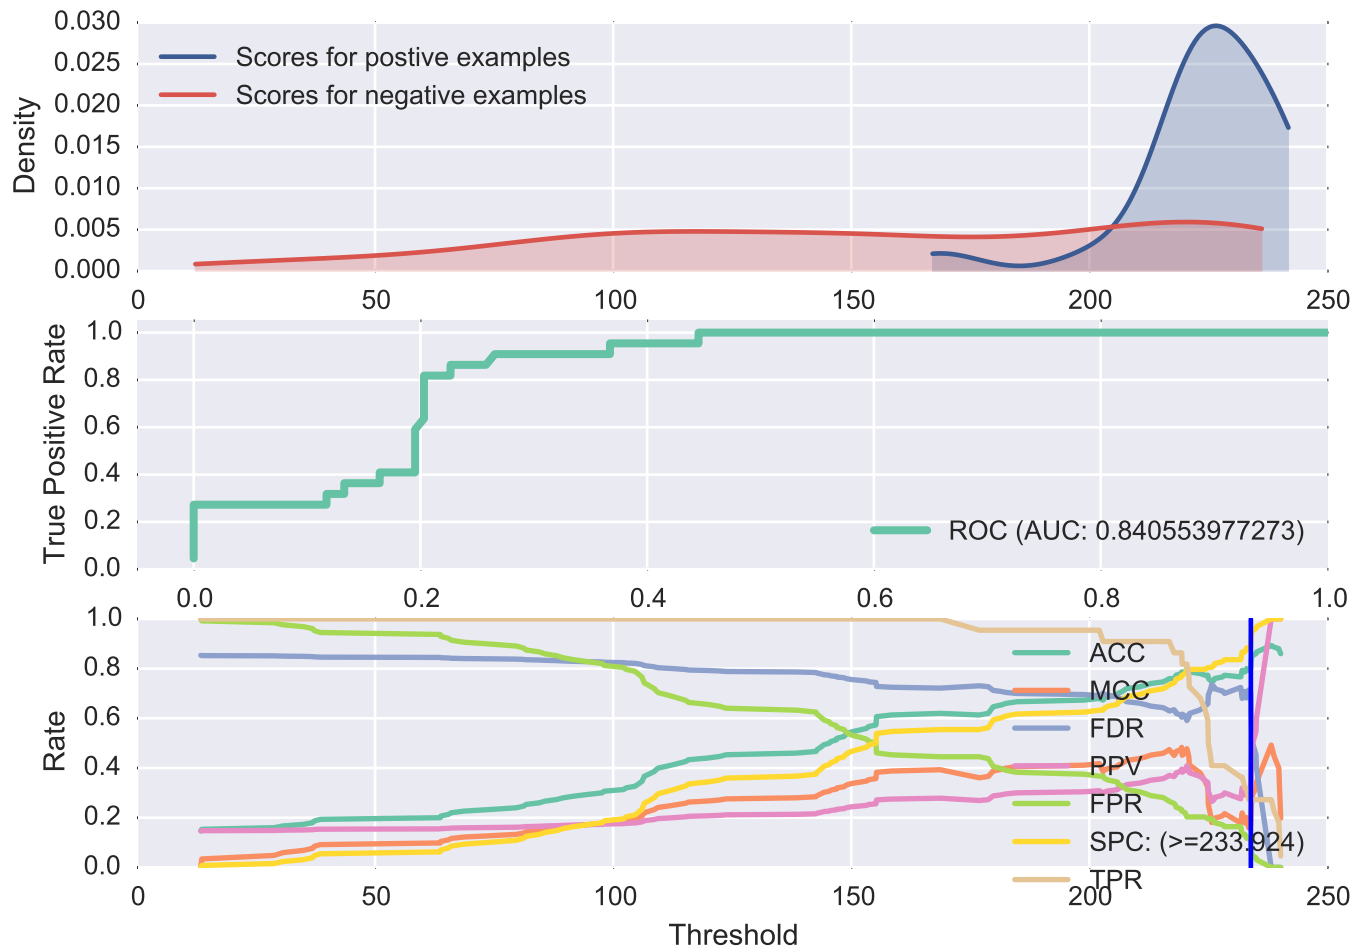 0.030
0.025
0.020
0.015
0.010
0.005
0.000
Density
Scores for postive examples
Scores for negative examples
0 50 100 150 200 250
1.0
0.8
0.6
0.4
0.2
0.0
True Positive Rate
ROC (AUC: 0.840553977273)
0.0 0.2 0.4 0.6 0.8 1.0
1.0
0.8
0.6
0.4
0.2
0.0
Rate
ACC
MCC
FDR
PPV
FPR
SPC: (>=233.924)
TPR
0 50 100 150 200 250
Threshold